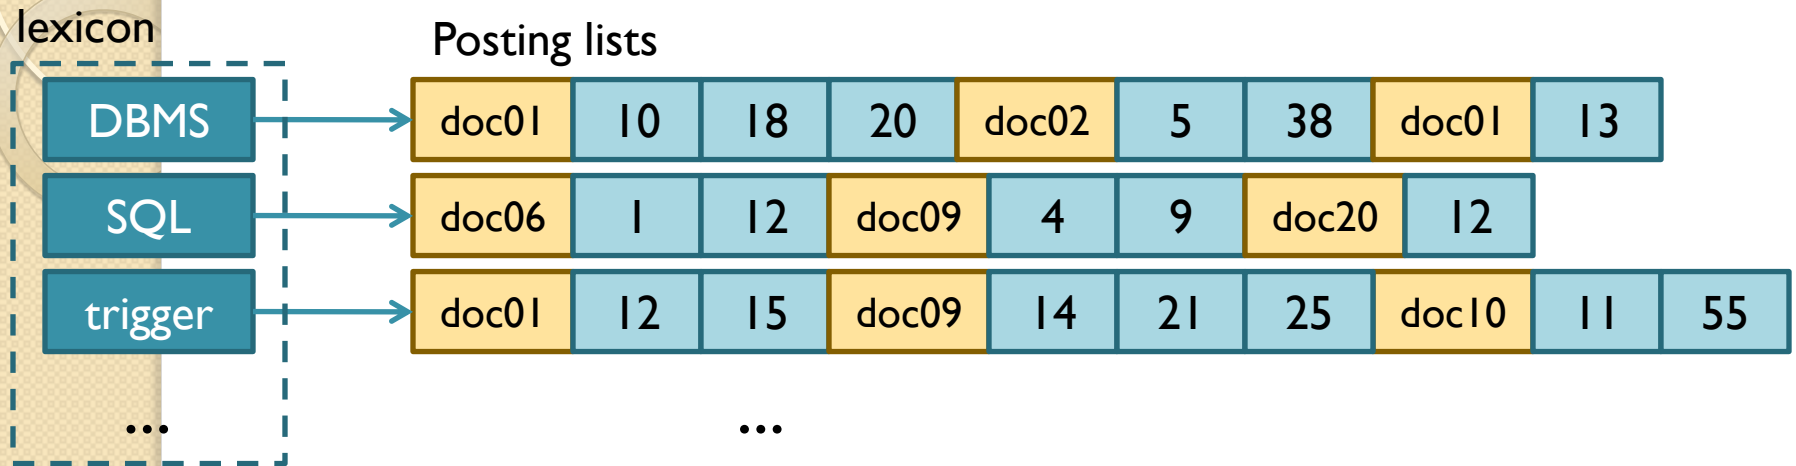 lexicon
Posting lists
DBMS doc01 10 18 20 doc02 5 38 doc01 13
SQL doc06 1 12 doc09 4 9 doc20 12
trigger doc01 12 15 doc09 14 21 25 doc10 11 55
... ...